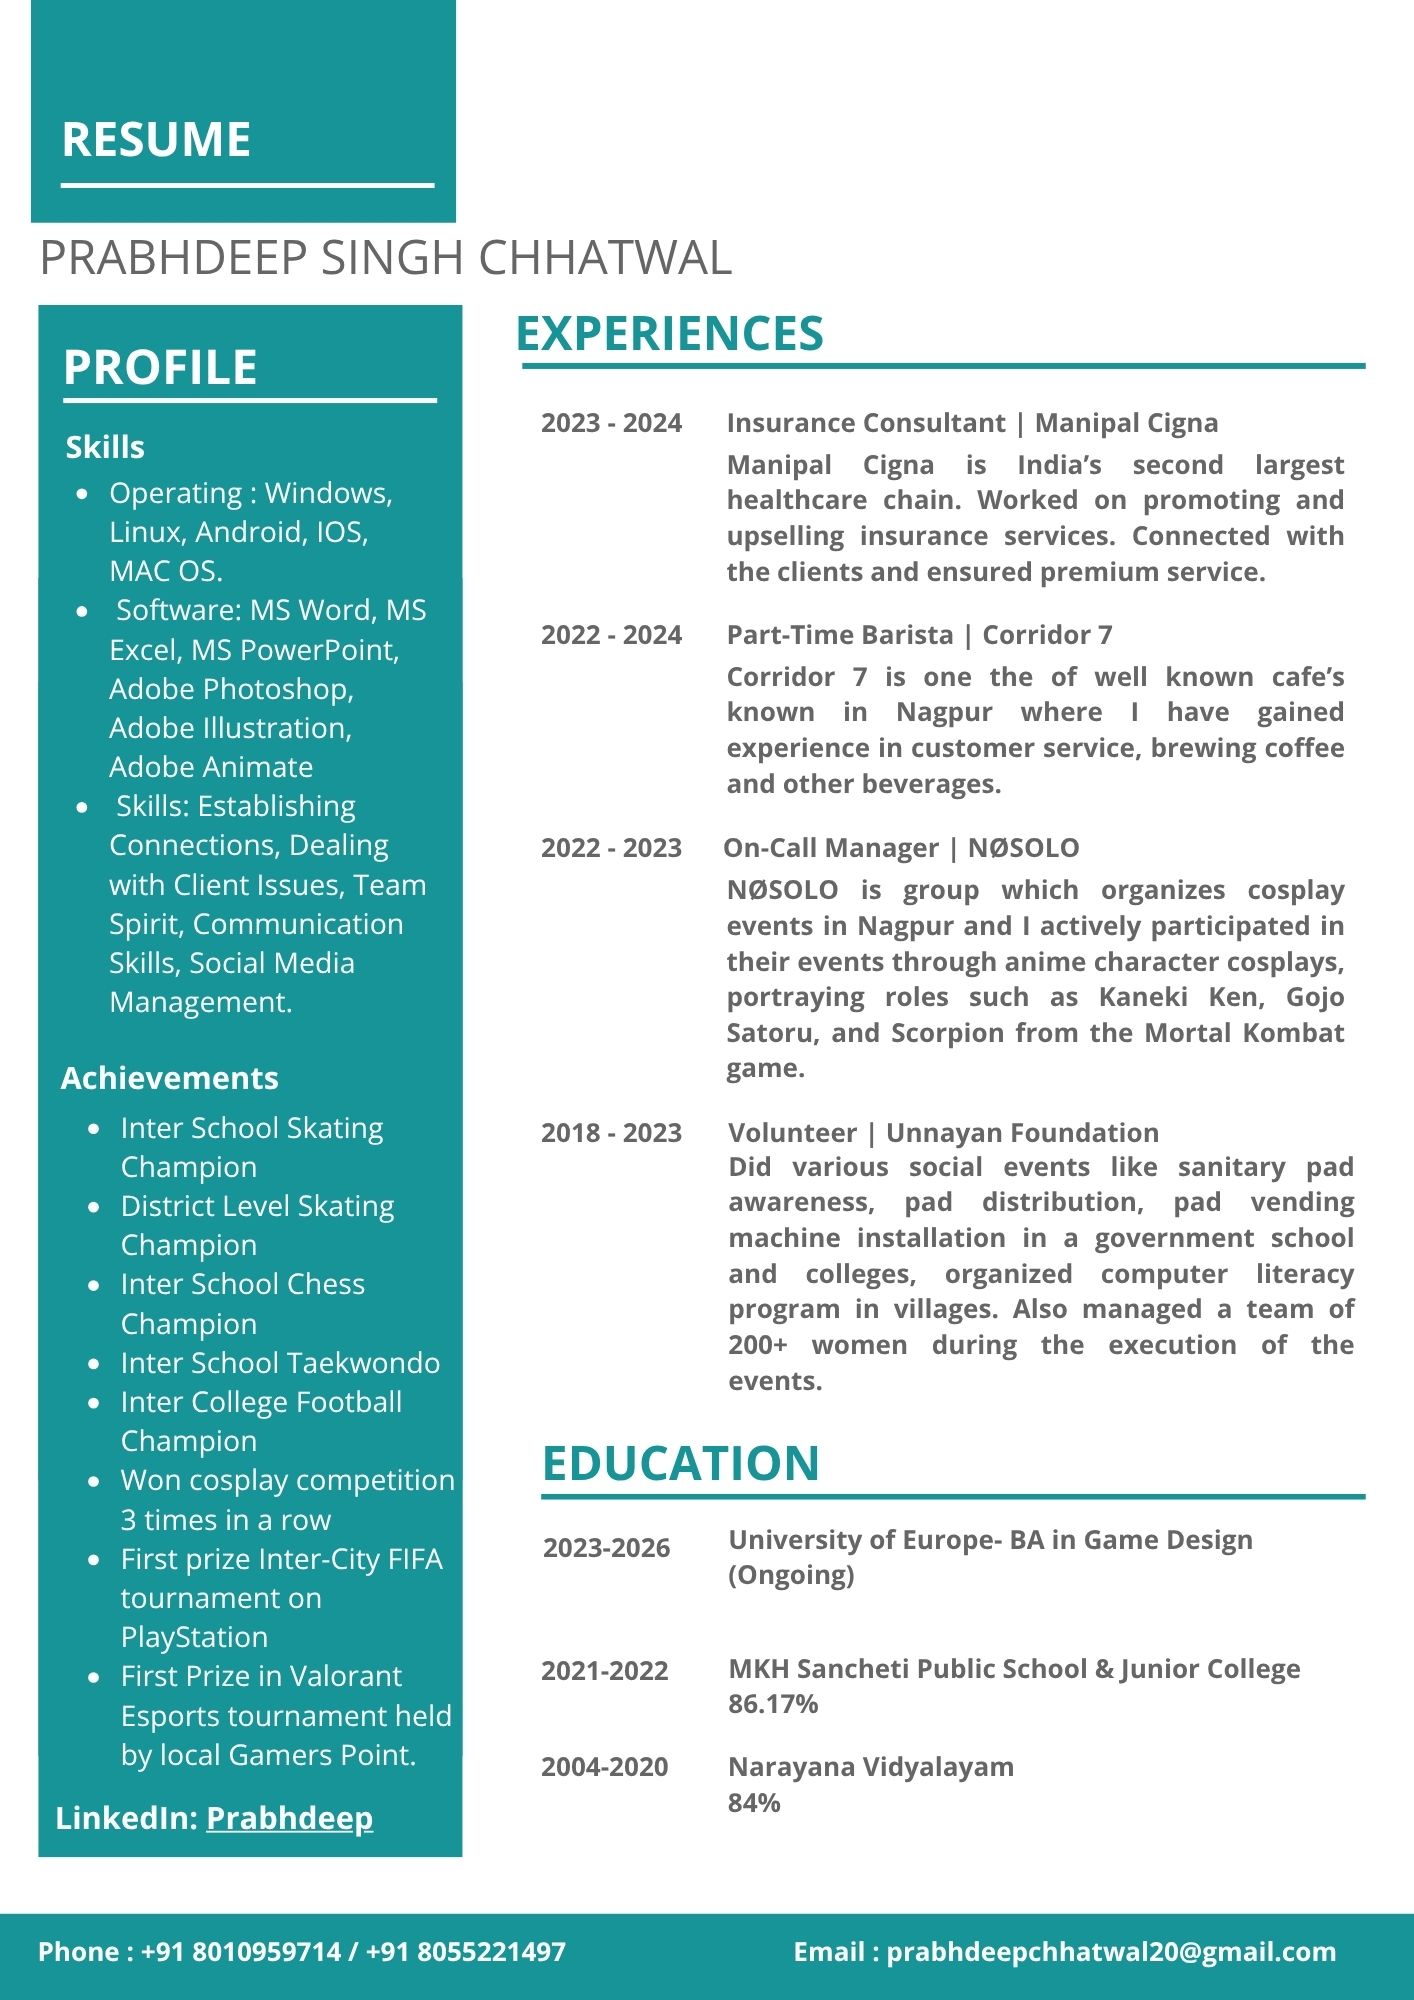 RESUME
PRABHDEEP SINGH CHHATWAL
PROFILE
Skills
• Operating : Windows,
Linux, Android, IOS,
MAC OS.
• Software: MS Word, MS
Excel, MS PowerPoint,
Adobe Photoshop,
Adobe Illustration,
Adobe Animate
• Skills: Establishing
Connections, Dealing
with Client Issues, Team
Spirit, Communication
Skills, Social Media
Management.
Achievements
• Inter School Skating
Champion
• District Level Skating
Champion
• Inter School Chess
Champion
• Inter School Taekwondo
• Inter College Football
Champion
• Won cosplay competition
3 times in a row
• First prize Inter-City FIFA
tournament on
PlayStation
• First Prize in Valorant
Esports tournament held
by local Gamers Point.
LinkedIn: Prabhdeep
EXPERIENCES
2023 - 2024 Insurance Consultant | Manipal Cigna
Manipal Cigna is India’s second largest
healthcare chain. Worked on promoting and
upselling insurance services. Connected with
the clients and ensured premium service.
2022 - 2024 Part-Time Barista | Corridor 7
Corridor 7 is one the of well known cafe’s
known in Nagpur where I have gained
experience in customer service, brewing coffee
and other beverages.
2022 - 2023 On-Call Manager | NØSOLO
NØSOLO is group which organizes cosplay
events in Nagpur and I actively participated in
their events through anime character cosplays,
portraying roles such as Kaneki Ken, Gojo
Satoru, and Scorpion from the Mortal Kombat
game.
2018 - 2023 Volunteer | Unnayan Foundation
Did various social events like sanitary pad
awareness, pad distribution, pad vending
machine installation in a government school
and colleges, organized computer literacy
program in villages. Also managed a team of
200+ women during the execution of the
events.
EDUCATION
2023-2026 University of Europe- BA in Game Design
(Ongoing)
2021-2022 MKH Sancheti Public School & Junior College
86.17%
2004-2020 Narayana Vidyalayam
84%
Phone : +91 8010959714 / +91 8055221497 Email : prabhdeepchhatwal20@gmail.com